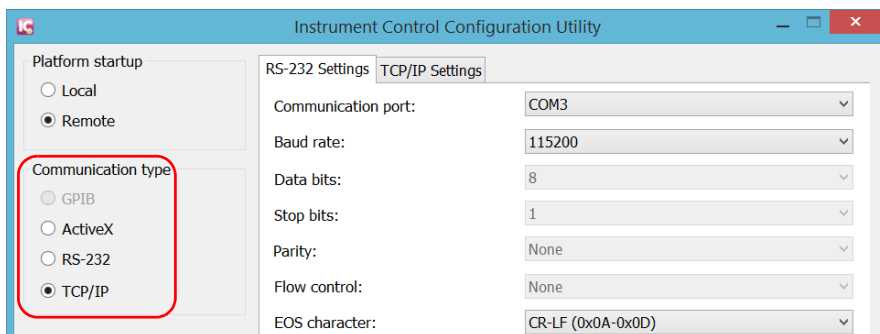 IC
Instrument Control Configuration Utility
Platform startup
Local
Remote
Communication type
GPIB
ActiveX
RS-232
TCP/IP
RS-232 Settings TCP/IP Settings
Communication port: COM3
Baud rate: 115200
Data bits: 8
Stop bits: 1
Parity: None
Flow control: None
EOS character: CR-LF (0x0A-0x0D)